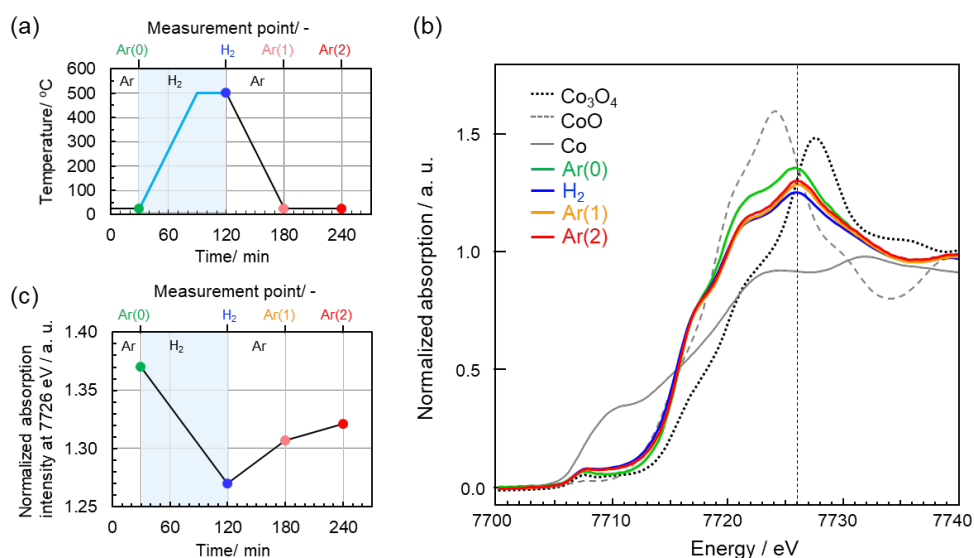 (a)
Measurement point/ -
Ar(0) H₂ Ar(1) Ar(2)
Ar H₂ Ar
600
500
400
300
200
100
0
Temperature/ °C
0 60 120 180 240
Time/ min
(c)
Measurement point/ -
Ar(0) H₂ Ar(1) Ar(2)
Ar H₂ Ar
1.40
1.35
1.30
1.25
Normalized absorption
intensity at 7726 eV / a. u.
0 60 120 180 240
Time/ min
(b)
Co₃O₄
CoO
Co
Ar(0)
H₂
Ar(1)
Ar(2)
1.5
1.0
0.5
0.0
Normalized absorption / a. u.
7700 7710 7720 7730 7740
Energy / eV